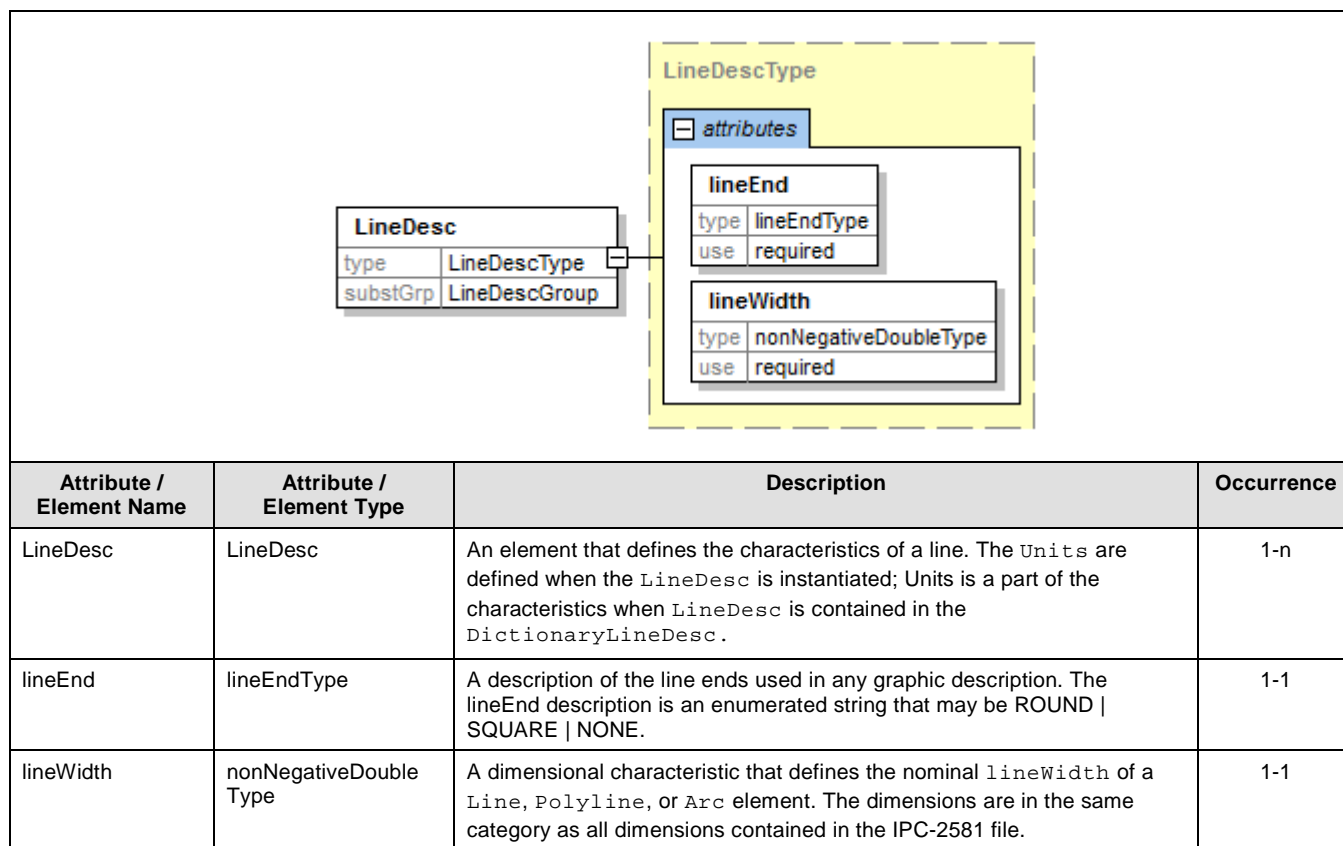 LineDescType
attributes
lineEnd
type lineEndType
use required
LineDesc
type LineDescType
substGrp LineDescGroup
lineWidth
type nonNegativeDoubleType
use required
Attribute / Element Name
Attribute / Element Type
Description
Occurrence
LineDesc
LineDesc
An element that defines the characteristics of a line. The Units are
defined when the LineDesc is instantiated; Units is a part of the
characteristics when LineDesc is contained in the
DictionaryLineDesc.
1-n
lineEnd
lineEndType
A description of the line ends used in any graphic description. The
lineEnd description is an enumerated string that may be ROUND |
SQUARE | NONE.
1-1
lineWidth
nonNegativeDouble
Type
A dimensional characteristic that defines the nominal lineWidth of a
Line, Polyline, or Arc element. The dimensions are in the same
category as all dimensions contained in the IPC-2581 file.
1-1